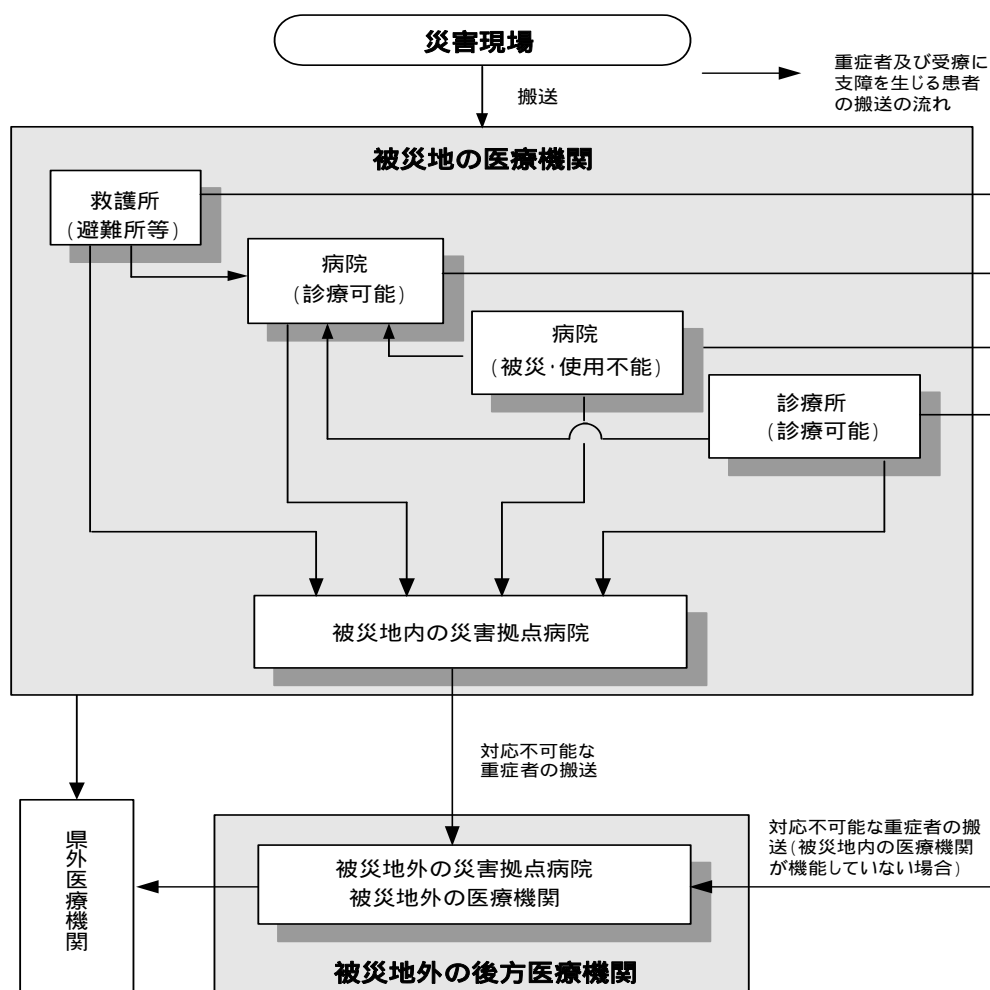 災害現場
搬送
重症者及び受療に
支障を生じる患者
の搬送の流れ
被災地の医療機関
救護所
(避難所等)
病院
(診療可能)
病院
(被災・使用不能)
診療所
(診療可能)
被災地内の災害拠点病院
対応不可能な
重症者の搬送
県外医療機関
被災地外の災害拠点病院
被災地外の医療機関
対応不可能な重症者の搬
送(被災地内の医療機関
が機能していない場合)
被災地外の後方医療機関